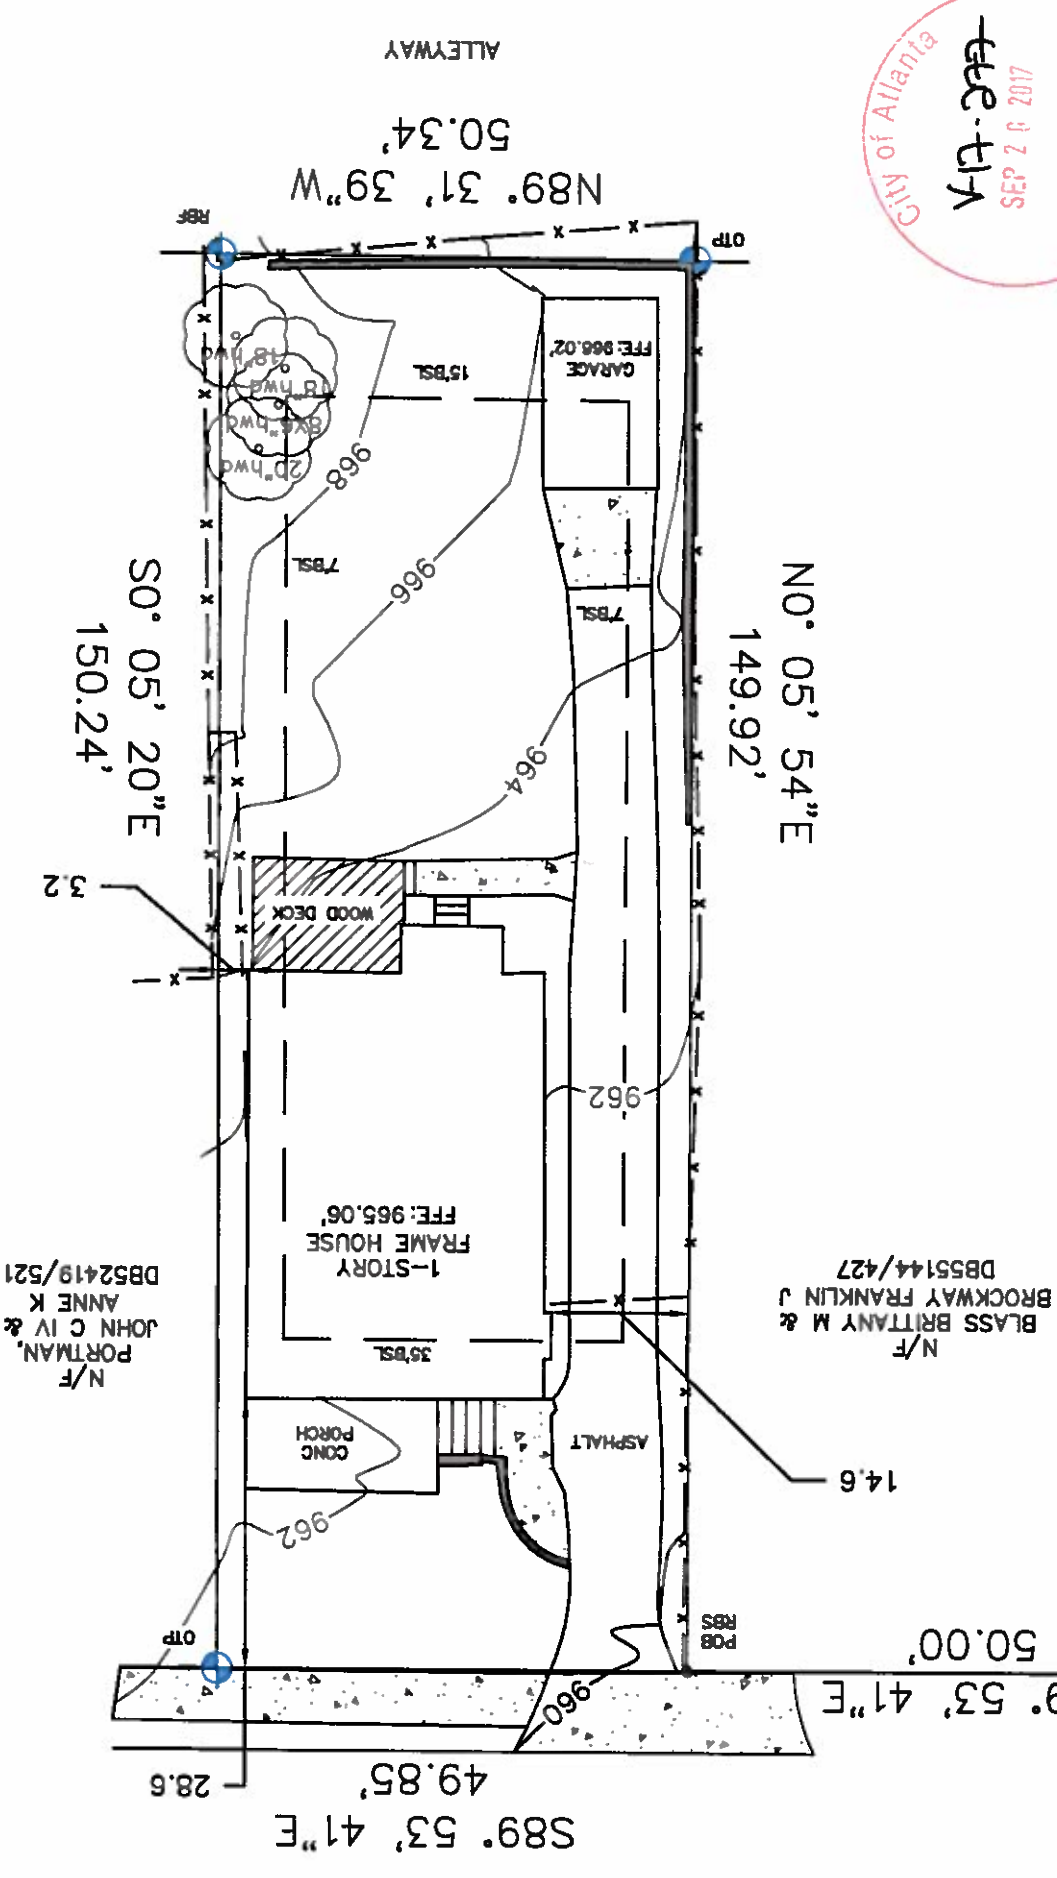 ALLEYWAY
50.34'
N89° 31' 39"W
RBF
OTP
City of Atlanta
SEP 2 0 2017
18"hwd
18"hwd
8x6"hwd
20"hwd
GARAGE
FFE: 966.02'
15'BSL
968
966
7'BSL
7'BSL
964
S0° 05' 20"E
150.24'
N0° 05' 54"E
149.92'
3.2
WOOD DECK
962
1-STORY
FRAME HOUSE
FFE: 965.06'
N/F
PORTMAN,
JOHN C IV &
ANNE K
DB52419/521
N/F
BLASS BRITTANY M &
BROCKWAY FRANKLIN J
DB55144/427
35'BSL
CONC
PORCH
ASPHALT
14.6
962
OTP
POB
RBS
50.00'
9° 53' 41"E
960
28.6
49.85'
S89° 53' 41"E